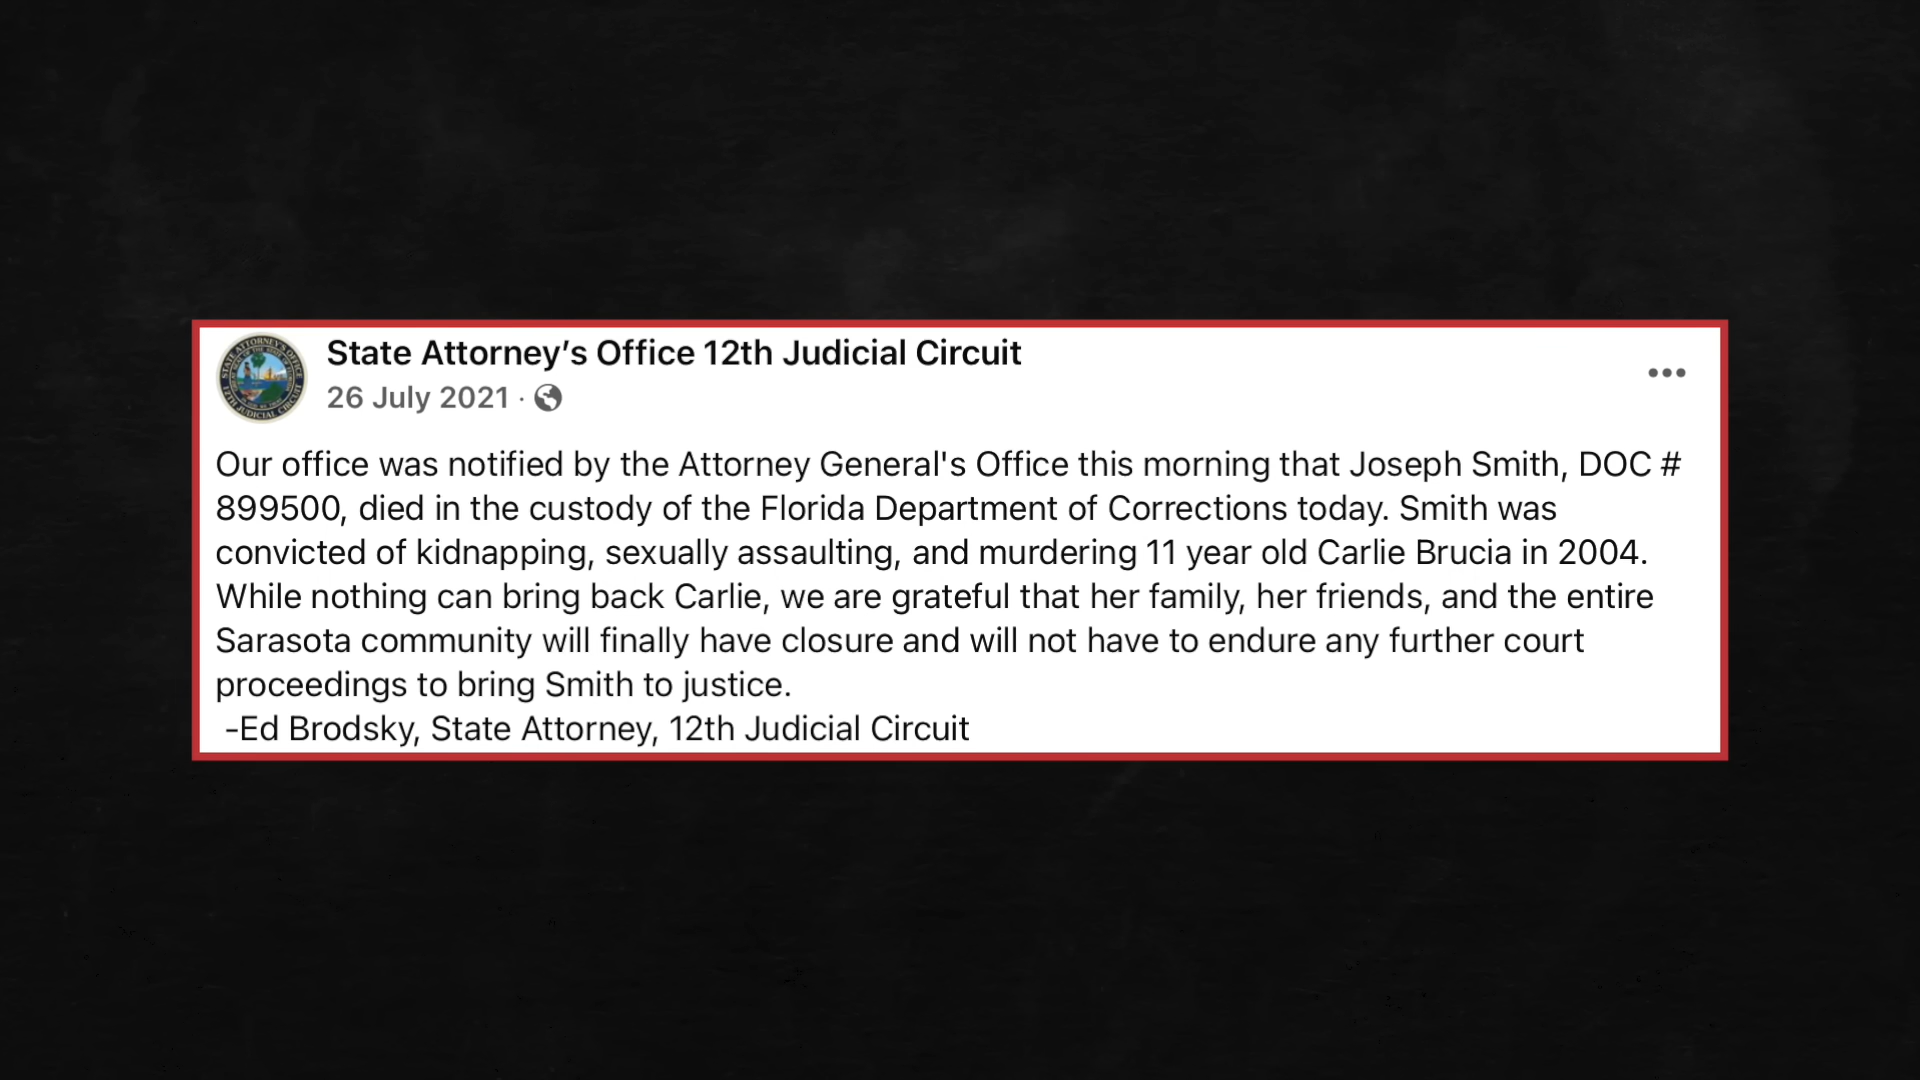 State Attorney’s Office 12th Judicial Circuit
26 July 2021 ·
Our office was notified by the Attorney General's Office this morning that Joseph Smith, DOC #
899500, died in the custody of the Florida Department of Corrections today. Smith was
convicted of kidnapping, sexually assaulting, and murdering 11 year old Carlie Brucia in 2004.
While nothing can bring back Carlie, we are grateful that her family, her friends, and the entire
Sarasota community will finally have closure and will not have to endure any further court
proceedings to bring Smith to justice.
-Ed Brodsky, State Attorney, 12th Judicial Circuit